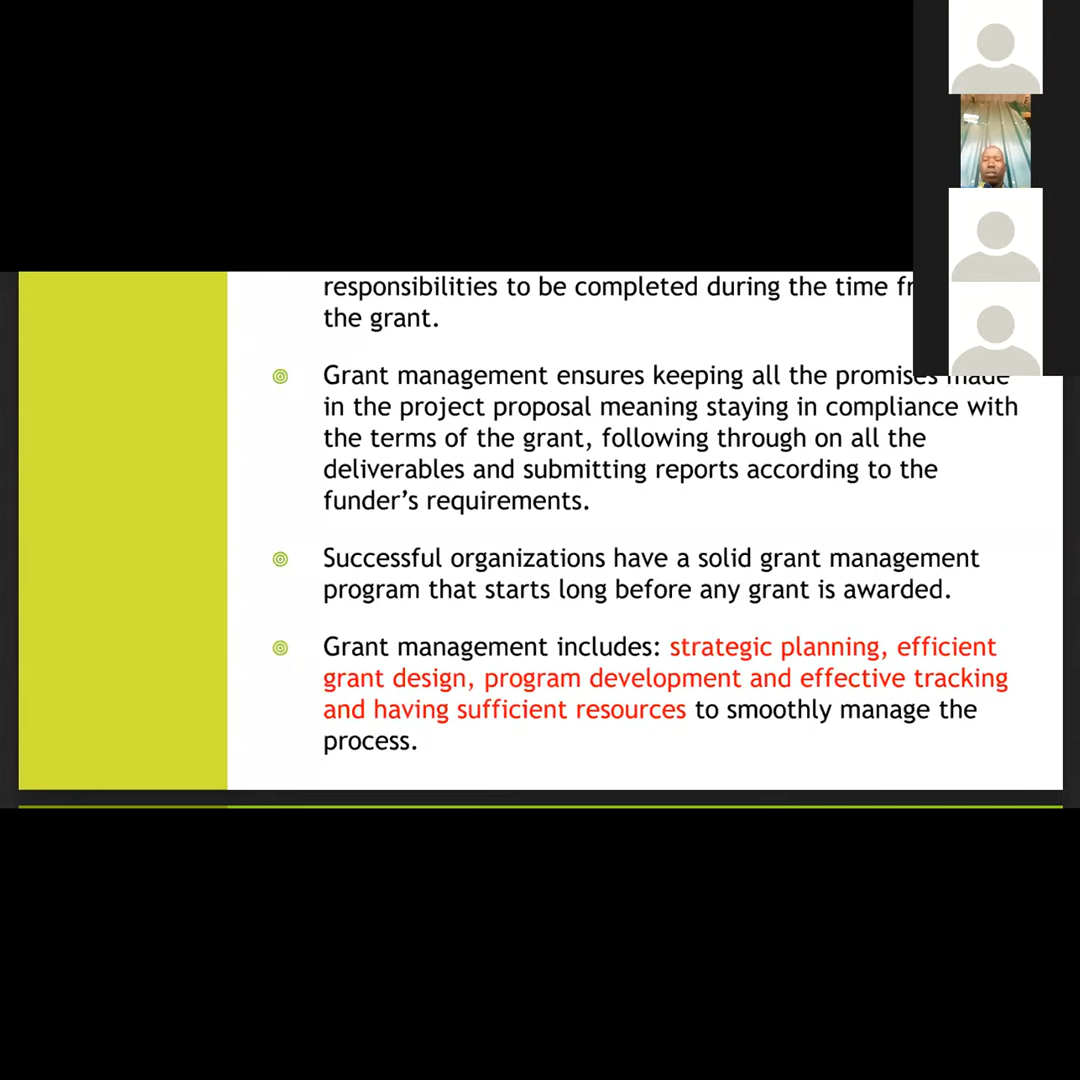 responsibilities to be completed during the time
the grant.
Grant management ensures keeping all the promises made
in the project proposal meaning staying in compliance with
the terms of the grant, following through on all the
deliverables and submitting reports according to the
funder’s requirements.
Successful organizations have a solid grant management
program that starts long before any grant is awarded.
Grant management includes: strategic planning, efficient
grant design, program development and effective tracking
and having sufficient resources to smoothly manage the
process.